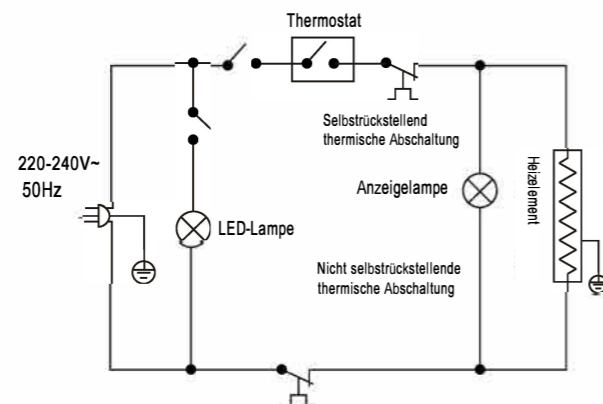 Thermostat
Selbstrückstellend
thermische Abschaltung
220-240V~
50Hz
Anzeigelampe
Heizelement
LED-Lampe
Nicht selbstrückstellende
thermische Abschaltung